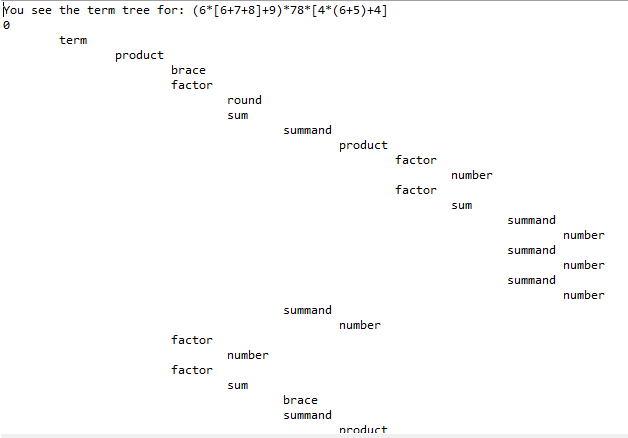 You see the term tree for: (6*[6+7+8]+9)*78*[4*(6+5)+4]
0
term
product
brace
factor
round
sum
summand
product
factor
number
factor
sum
summand
number
summand
number
summand
number
summand
number
factor
number
factor
sum
brace
summand
product